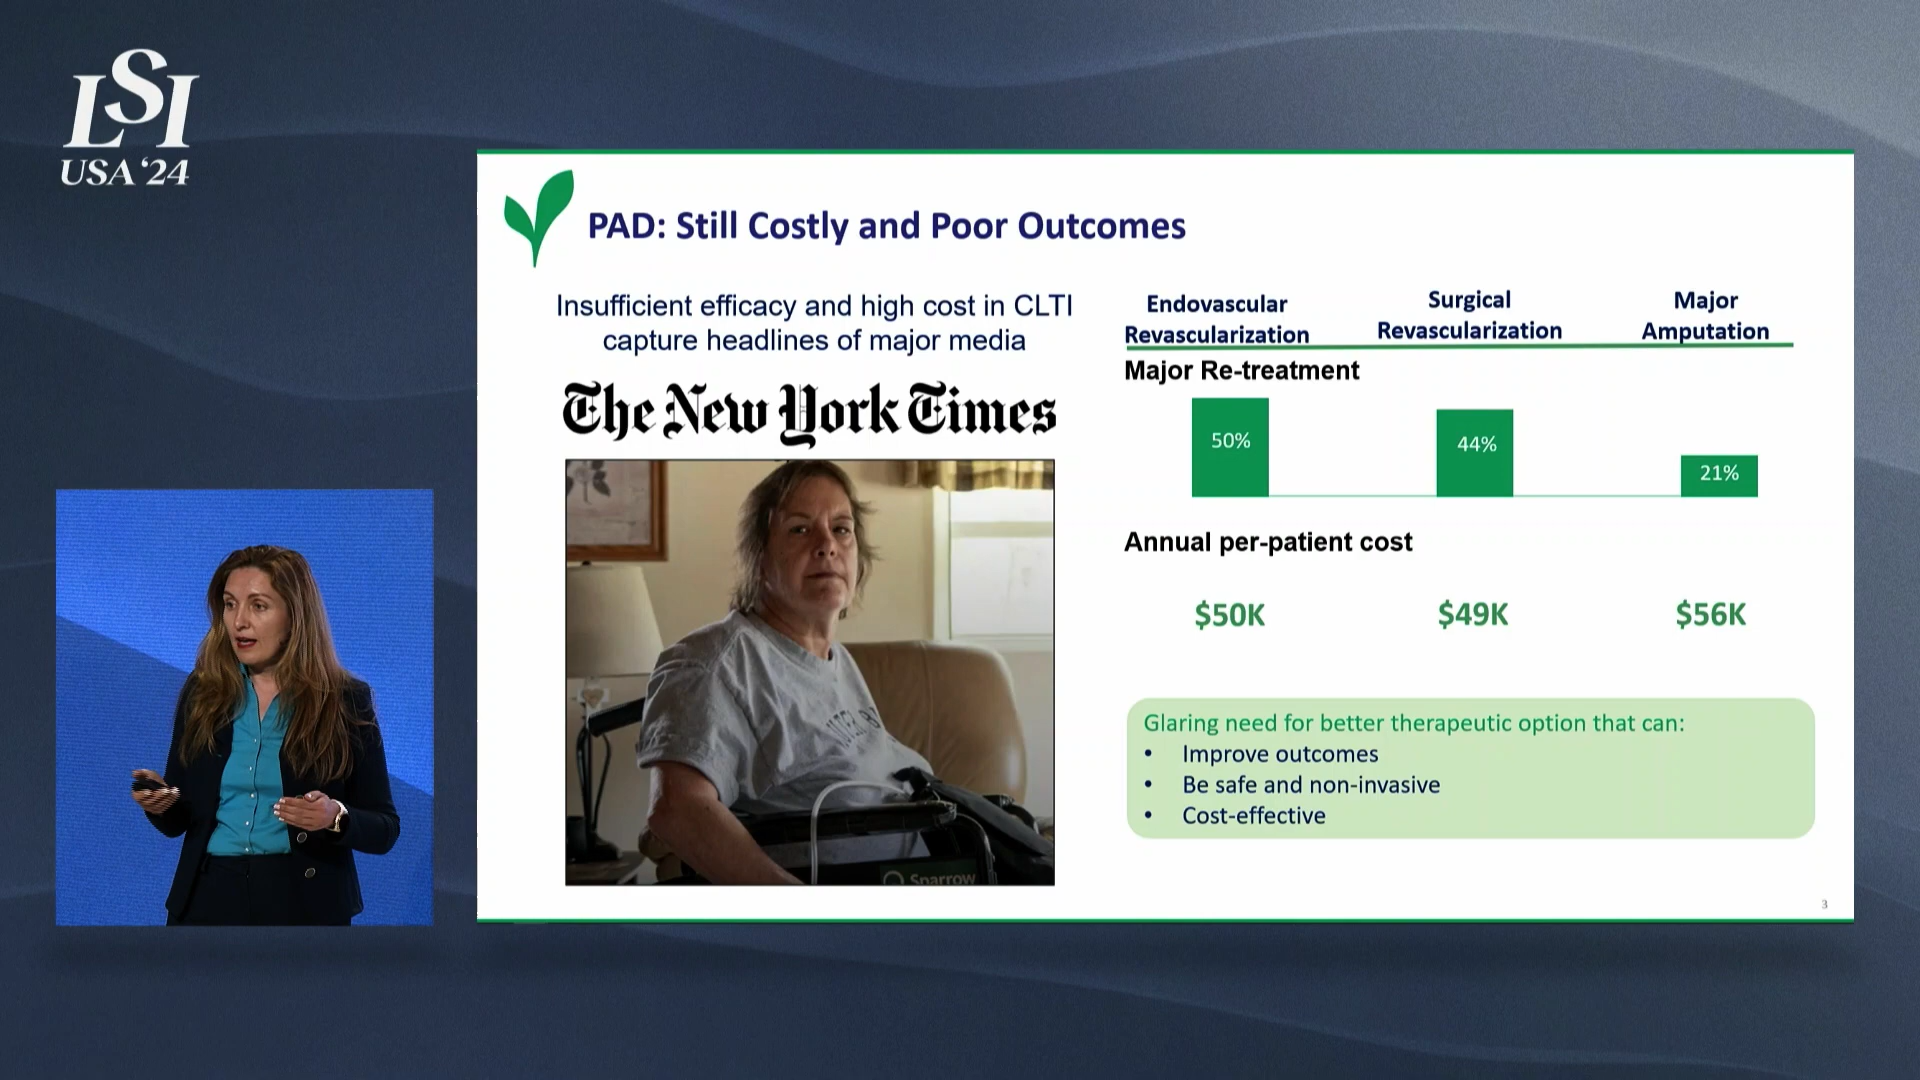 LSI
USA '24
PAD: Still Costly and Poor Outcomes
Insufficient efficacy and high cost in CLTI
capture headlines of major media
The New York Times
Sparrow
Endovascular
Revascularization
Surgical
Revascularization
Major
Amputation
Major Re-treatment
50%
44%
21%
Annual per-patient cost
$50K
$49K
$56K
Glaring need for better therapeutic option that can:
• Improve outcomes
• Be safe and non-invasive
• Cost-effective
3